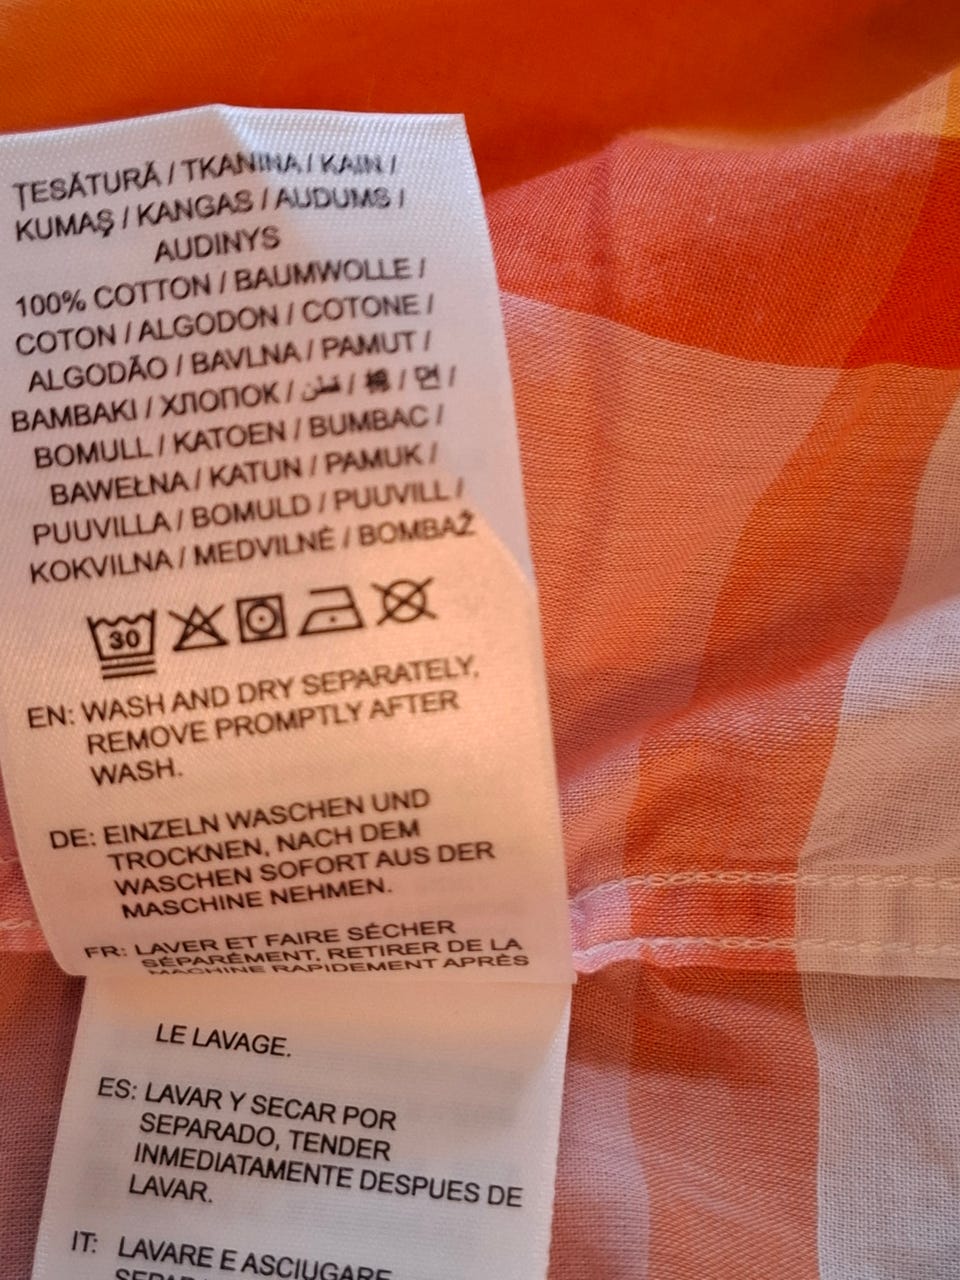 ȚESĂTURĂ / TKANINA / KAIN /
KUMAŞ / KANGAS / AUDUMS /
AUDINYS
100% COTTON / BAUMWOLLE /
COTON / ALGODON / COTONE /
ALGODÃO / BAVLNA / PAMUT /
BAMBAKI / ХЛОПОК / قطن / 棉 / 면 /
BOMULL / KATOEN / BUMBAC /
BAWEŁNA / KATUN / PAMUK /
PUUVILLA / BOMULD / PUUVILL /
KOKVILNA / MEDVILNĖ / BOMBAŽ
30
EN: WASH AND DRY SEPARATELY,
REMOVE PROMPTLY AFTER
WASH.
DE: EINZELN WASCHEN UND
TROCKNEN, NACH DEM
WASCHEN SOFORT AUS DER
MASCHINE NEHMEN.
FR: LAVER ET FAIRE SÉCHER
SÉPARÉMENT, RETIRER DE LA
MACHINE RAPIDEMENT APRÈS
LE LAVAGE.
ES: LAVAR Y SECAR POR
SEPARADO, TENDER
INMEDIATAMENTE DESPUES DE
LAVAR.
IT: LAVARE E ASCIUGARE